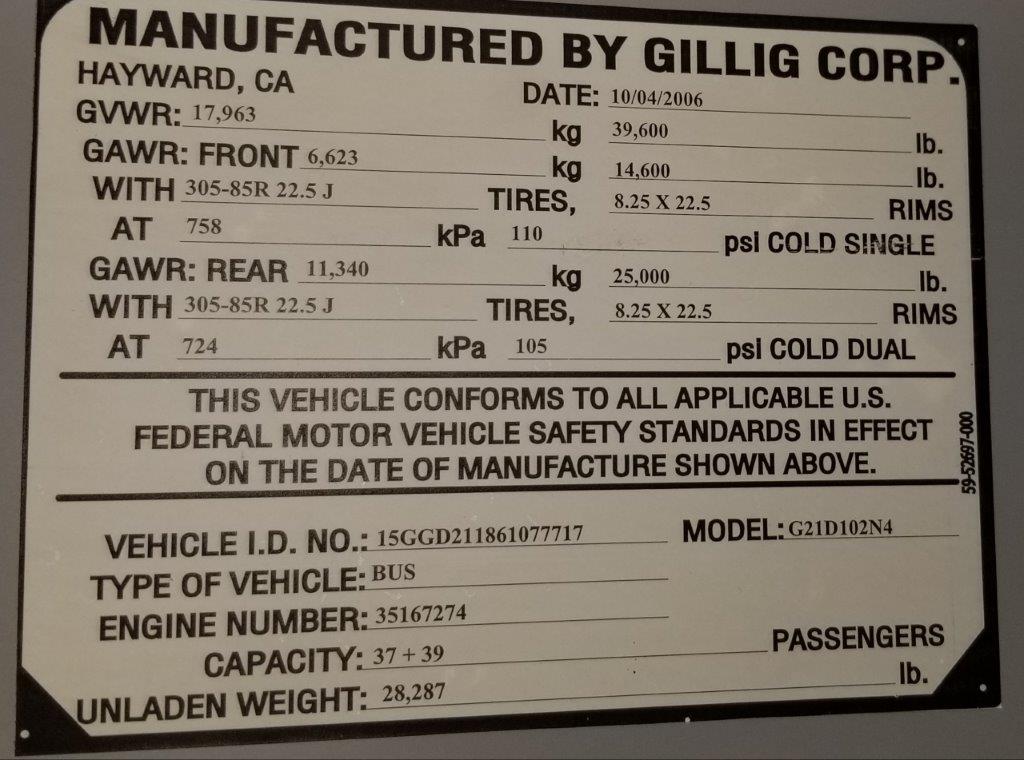 MANUFACTURED BY GILLIG CORP.
HAYWARD, CA DATE: 10/04/2006
GVWR: 17,963 kg 39,600 lb.
GAWR: FRONT 6,623 kg 14,600 lb.
WITH 305-85R 22.5 J TIRES, 8.25 X 22.5 RIMS
AT 758 kPa 110 psi COLD SINGLE
GAWR: REAR 11,340 kg 25,000 lb.
WITH 305-85R 22.5 J TIRES, 8.25 X 22.5 RIMS
AT 724 kPa 105 psi COLD DUAL
THIS VEHICLE CONFORMS TO ALL APPLICABLE U.S.
FEDERAL MOTOR VEHICLE SAFETY STANDARDS IN EFFECT
ON THE DATE OF MANUFACTURE SHOWN ABOVE.
59-52697-000
VEHICLE I.D. NO.: 15GGD211861077717 MODEL: G21D102N4
TYPE OF VEHICLE: BUS
ENGINE NUMBER: 35167274
CAPACITY: 37 + 39 PASSENGERS
UNLADEN WEIGHT: 28,287 lb.